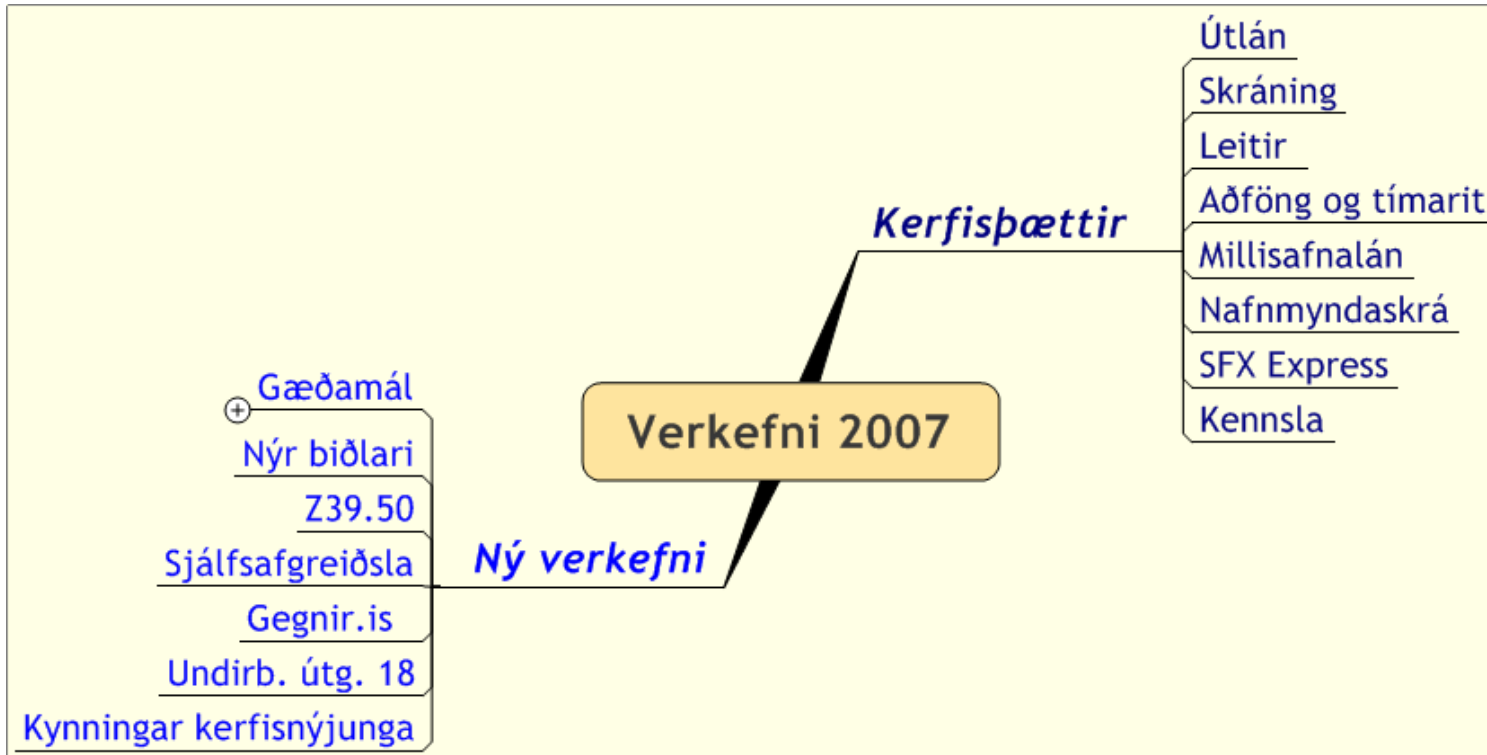 Verkefni 2007
Kerfisþættir
Útlán
Skráning
Leitir
Aðföng og tímarit
Millisafnalán
Nafnmyndaskrá
SFX Express
Kennsla
Ný verkefni
Gæðamál
Nýr biðlari
Z39.50
Sjálfsafgreiðsla
Gegnir.is
Undirb. útg. 18
Kynningar kerfisnýjunga